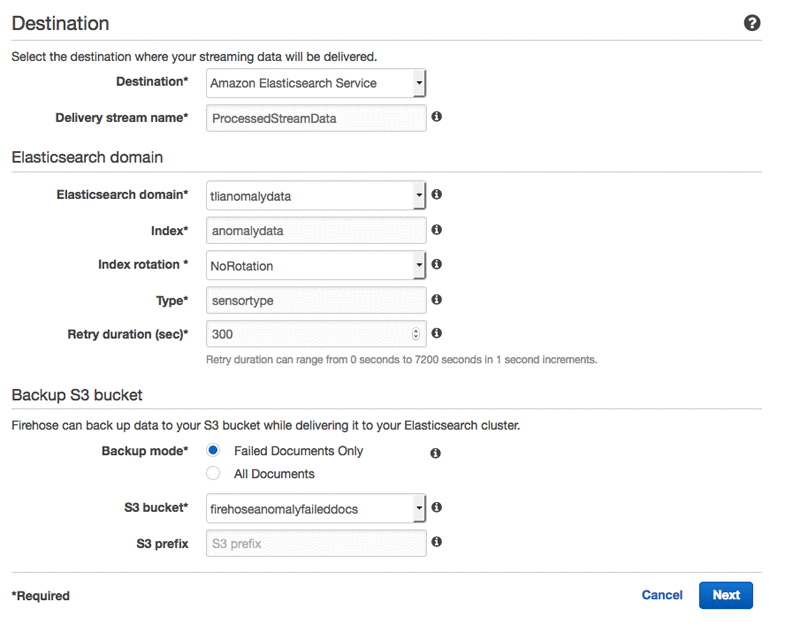 Destination
Select the destination where your streaming data will be delivered.
Destination* Amazon Elasticsearch Service
Delivery stream name* ProcessedStreamData
Elasticsearch domain
Elasticsearch domain* tlianomalydata
Index* anomalydata
Index rotation * NoRotation
Type* sensortype
Retry duration (sec)* 300
Retry duration can range from 0 seconds to 7200 seconds in 1 second increments.
Backup S3 bucket
Firehose can back up data to your S3 bucket while delivering it to your Elasticsearch cluster.
Backup mode* Failed Documents Only
All Documents
S3 bucket* firehoseanomalyfaileddocs
S3 prefix S3 prefix
*Required Cancel Next